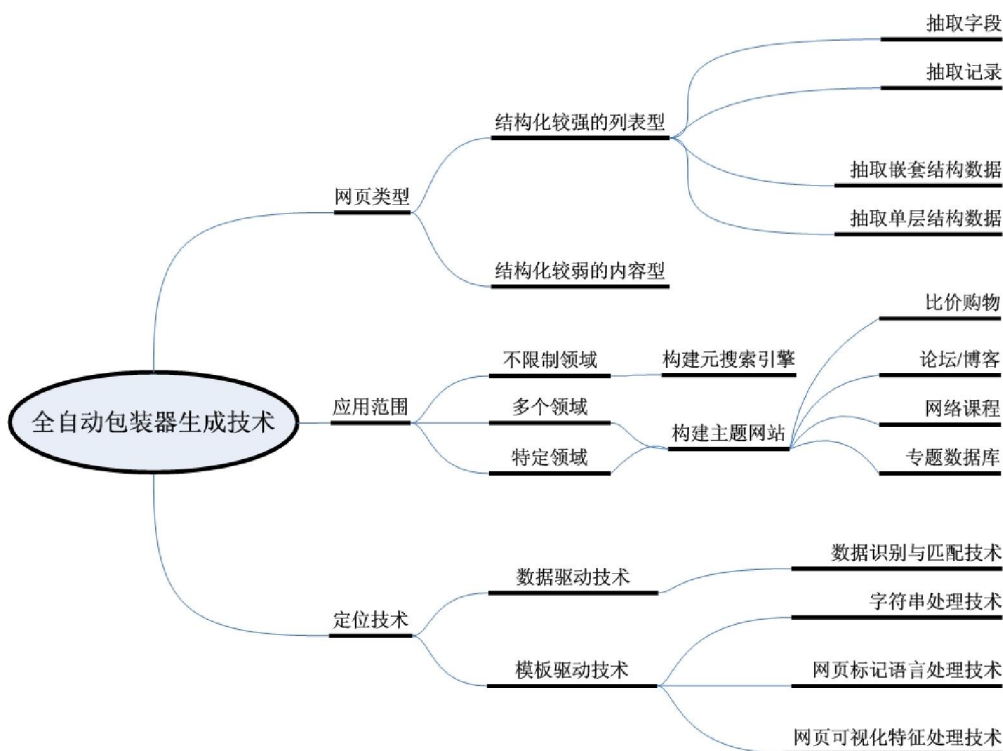 抽取字段
抽取记录
结构化较强的列表型
抽取嵌套结构数据
网页类型
抽取单层结构数据
结构化较弱的内容型
比价购物
不限制领域
构建元搜索引擎
论坛/博客
全自动包装器生成技术
应用范围
多个领域
网络课程
构建主题网站
特定领域
专题数据库
数据识别与匹配技术
数据驱动技术
字符串处理技术
定位技术
模板驱动技术
网页标记语言处理技术
网页可视化特征处理技术